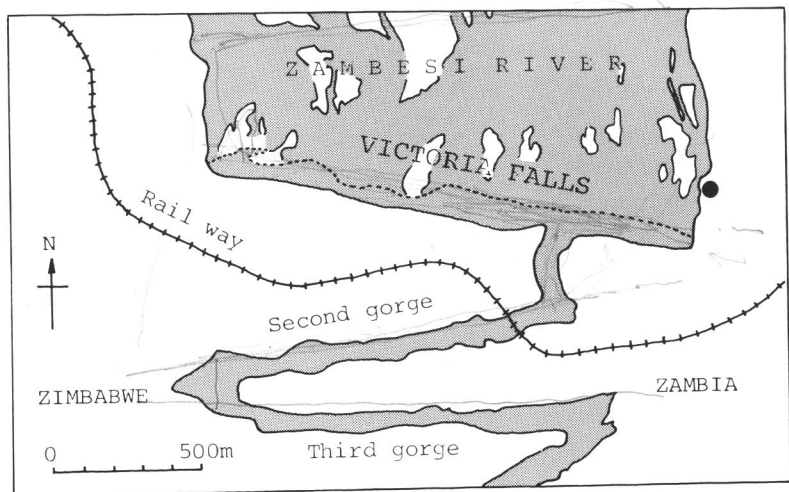 ZAMBESI RIVER
VICTORIA FALLS
Rail way
N
Second gorge
ZIMBABWE
ZAMBIA
0 500m
Third gorge